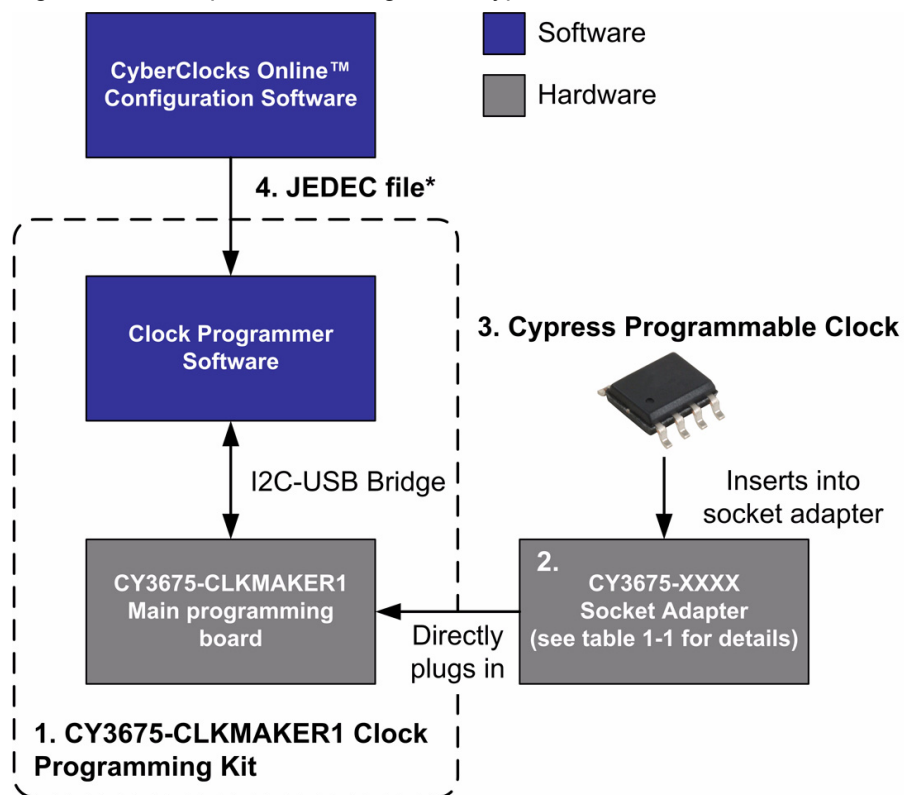 CyberClocks Online™
Configuration Software
Software
Hardware
4. JEDEC file*
Clock Programmer
Software
3. Cypress Programmable Clock
I2C-USB Bridge
Inserts into
socket adapter
CY3675-CLKMAKER1
Main programming
board
2.
CY3675-XXXX
Socket Adapter
(see table 1-1 for details)
Directly
plugs in
1. CY3675-CLKMAKER1 Clock
Programming Kit